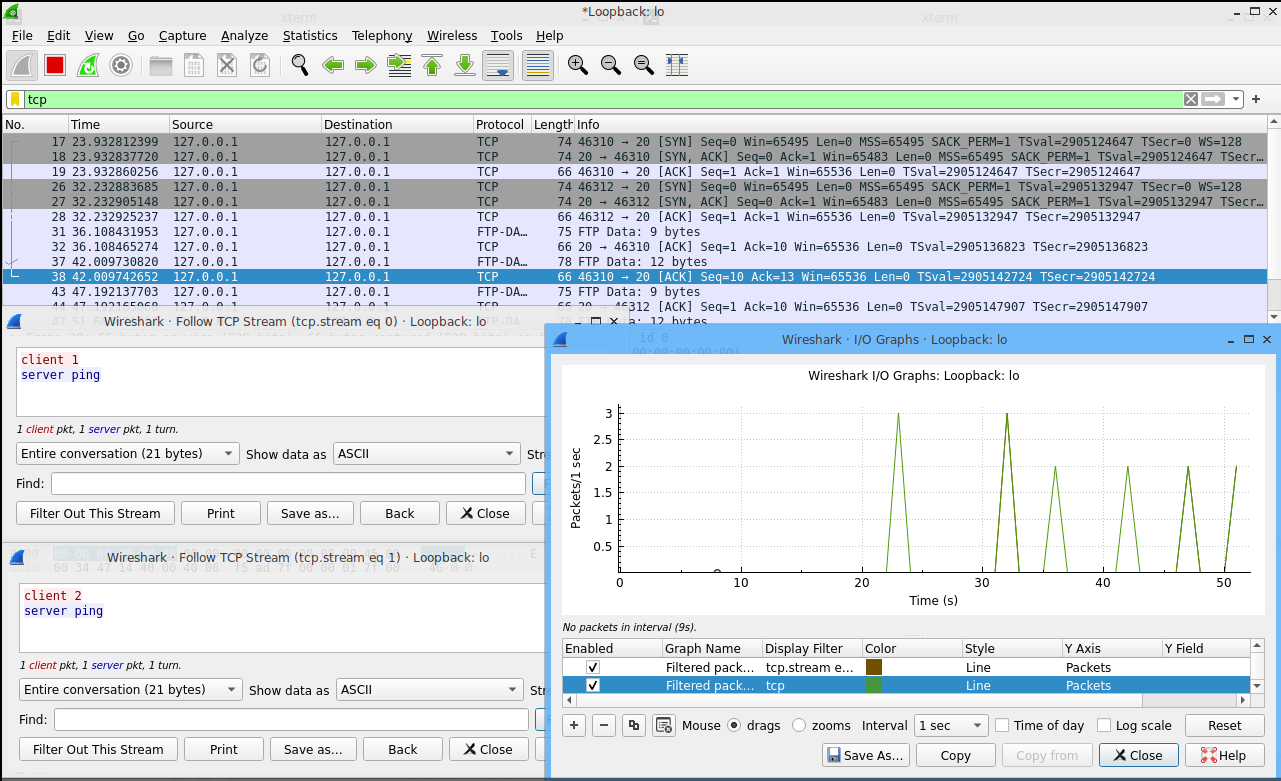 xterm
*Loopback: lo
xterm
File Edit View Go Capture Analyze Statistics Telephony Wireless Tools Help
tcp
No. Time Source Destination Protocol Length Info
17 23.932812399 127.0.0.1 127.0.0.1 TCP 74 46310 → 20 [SYN] Seq=0 Win=65495 Len=0 MSS=65495 SACK_PERM=1 TSval=2905124647 TSecr=0 WS=128
18 23.932837720 127.0.0.1 127.0.0.1 TCP 74 20 → 46310 [SYN, ACK] Seq=0 Ack=1 Win=65483 Len=0 MSS=65495 SACK_PERM=1 TSval=2905124647 TSecr…
19 23.932860256 127.0.0.1 127.0.0.1 TCP 66 46310 → 20 [ACK] Seq=1 Ack=1 Win=65536 Len=0 TSval=2905124647 TSecr=2905124647
26 32.232883685 127.0.0.1 127.0.0.1 TCP 74 46312 → 20 [SYN] Seq=0 Win=65495 Len=0 MSS=65495 SACK_PERM=1 TSval=2905132947 TSecr=0 WS=128
27 32.232905148 127.0.0.1 127.0.0.1 TCP 74 20 → 46312 [SYN, ACK] Seq=0 Ack=1 Win=65483 Len=0 MSS=65495 SACK_PERM=1 TSval=2905132947 TSecr…
28 32.232925237 127.0.0.1 127.0.0.1 TCP 66 46312 → 20 [ACK] Seq=1 Ack=1 Win=65536 Len=0 TSval=2905132947 TSecr=2905132947
31 36.108431953 127.0.0.1 127.0.0.1 FTP-DA… 75 FTP Data: 9 bytes
32 36.108465274 127.0.0.1 127.0.0.1 TCP 66 20 → 46310 [ACK] Seq=1 Ack=10 Win=65536 Len=0 TSval=2905136823 TSecr=2905136823
37 42.009730820 127.0.0.1 127.0.0.1 FTP-DA… 78 FTP Data: 12 bytes
38 42.009742652 127.0.0.1 127.0.0.1 TCP 66 46310 → 20 [ACK] Seq=10 Ack=13 Win=65536 Len=0 TSval=2905142724 TSecr=2905142724
43 47.192137703 127.0.0.1 127.0.0.1 FTP-DA… 75 FTP Data: 9 bytes
44 47.192165068 127.0.0.1 127.0.0.1 TCP 66 20 → 46312 [ACK] Seq=1 Ack=10 Win=65536 Len=0 TSval=2905147907 TSecr=2905147907
a: 12 bytes
Wireshark · Follow TCP Stream (tcp.stream eq 0) · Loopback: lo
client 1
server ping
1 client pkt, 1 server pkt, 1 turn.
Entire conversation (21 bytes) Show data as ASCII
Find:
Filter Out This Stream Print Save as… Back Close
Wireshark · Follow TCP Stream (tcp.stream eq 1) · Loopback: lo
client 2
server ping
1 client pkt, 1 server pkt, 1 turn.
Entire conversation (21 bytes) Show data as ASCII
Find:
Filter Out This Stream Print Save as… Back Close
Wireshark · I/O Graphs · Loopback: lo
Wireshark I/O Graphs: Loopback: lo
Packets/1 sec
3
2.5
2
1.5
1
0.5
0 10 20 30 40 50
Time (s)
No packets in interval (9s).
Enabled Graph Name Display Filter Color Style Y Axis Y Field
Filtered pack… tcp.stream e… Line Packets
Filtered pack… tcp Line Packets
Mouse drags zooms Interval 1 sec Time of day Log scale Reset
Save As… Copy Copy from Close Help